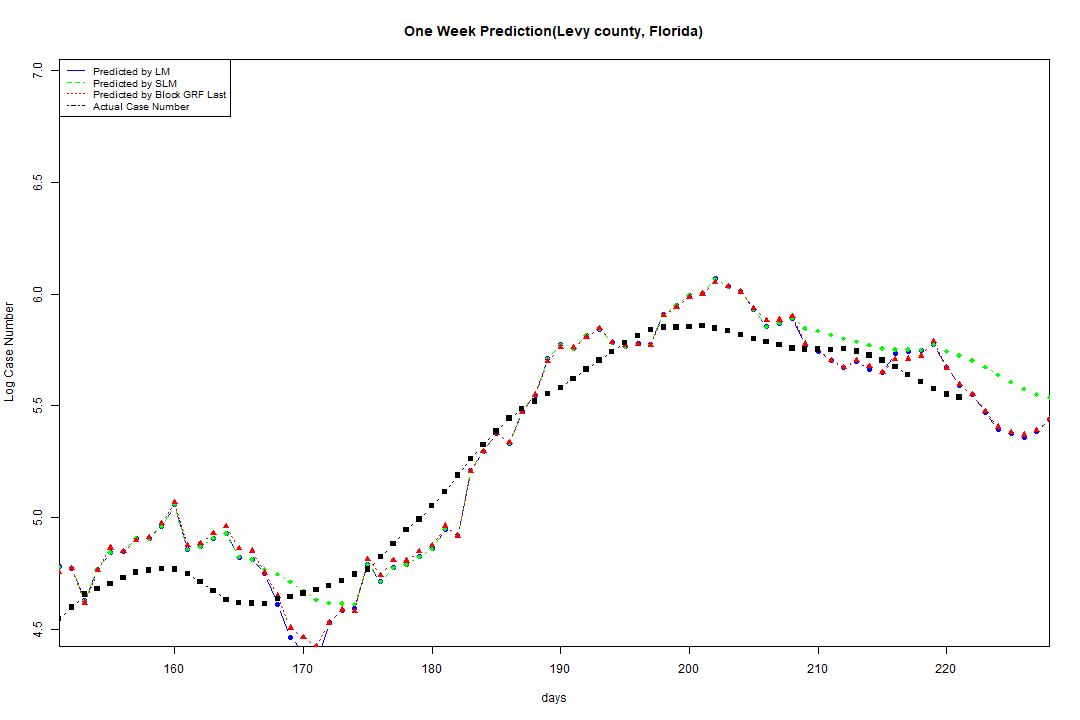 One Week Prediction(Levy county, Florida)
Predicted by LM
Predicted by SLM
Predicted by Block GRF Last
Actual Case Number
7.0
6.5
6.0
5.5
5.0
4.5
Log Case Number
160 170 180 190 200 210 220
days